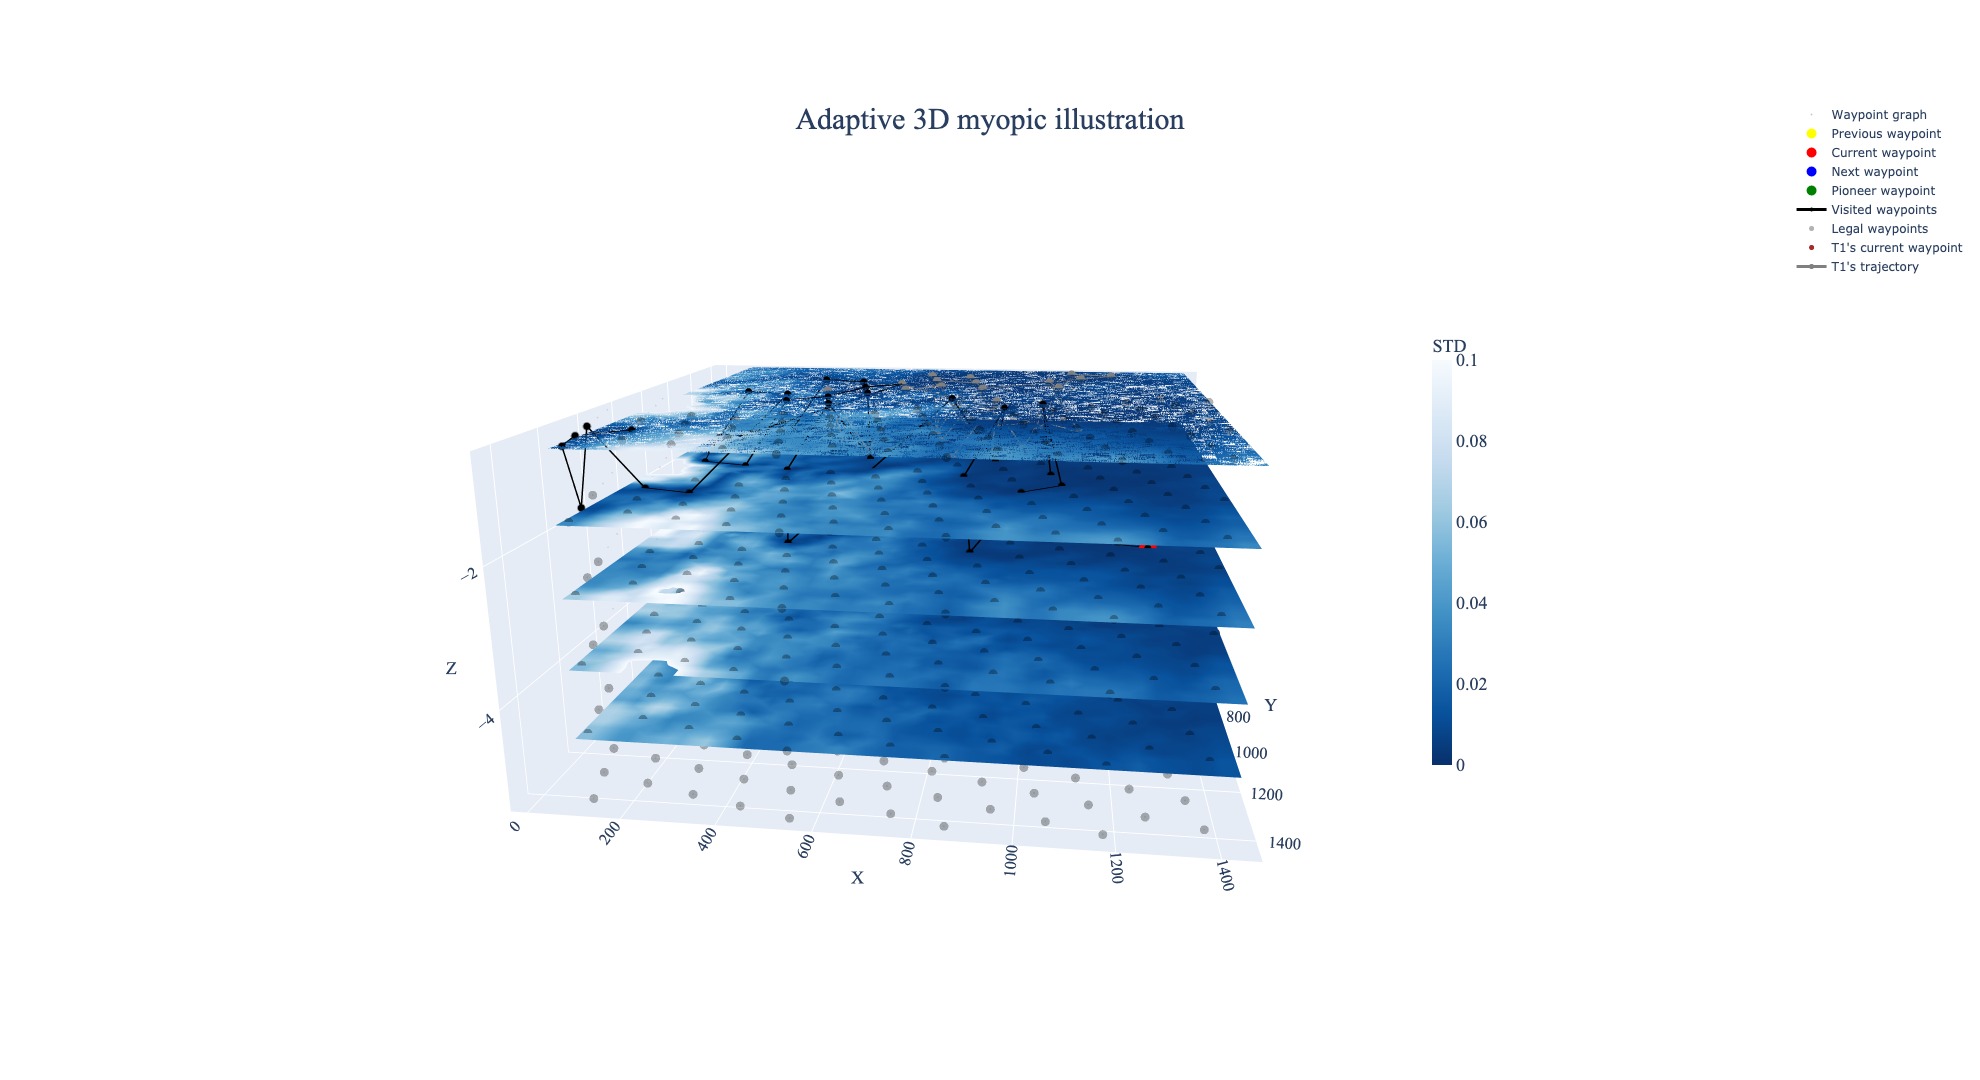 Adaptive 3D myopic illustration
Waypoint graph
Previous waypoint
Current waypoint
Next waypoint
Pioneer waypoint
Visited waypoints
Legal waypoints
T1's current waypoint
T1's trajectory
STD
0.1
0.08
0.06
0.04
0.02
0
−2
−4
Z
0
200
400
600
800
1000
1200
1400
X
Y
800
1000
1200
1400